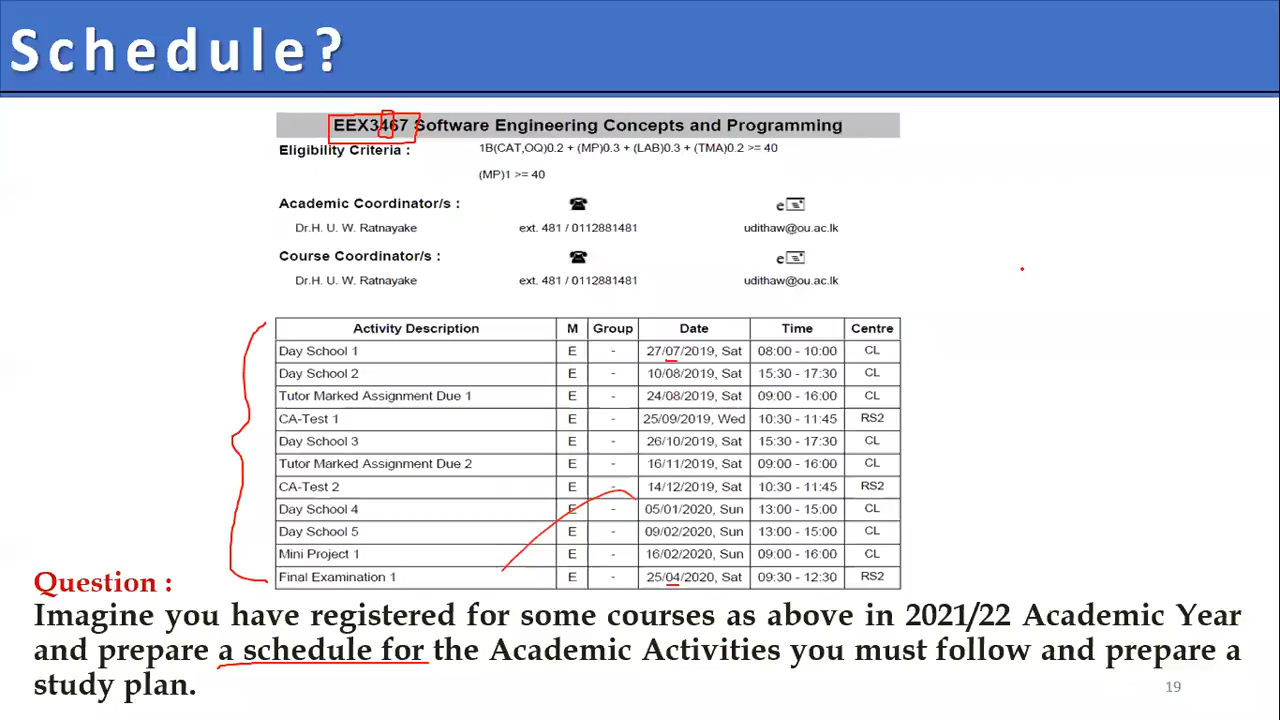 Schedule?
EEX3467 Software Engineering Concepts and Programming
Eligibility Criteria : 1B(CAT,OQ)0.2 + (MP)0.3 + (LAB)0.3 + (TMA)0.2 >= 40
(MP)1 >= 40
Academic Coordinator/s :
Dr.H. U. W. Ratnayake ext. 481 / 0112881481 udithaw@ou.ac.lk
Course Coordinator/s :
Dr.H. U. W. Ratnayake ext. 481 / 0112881481 udithaw@ou.ac.lk
Activity Description M Group Date Time Centre
Day School 1 E - 27/07/2019, Sat 08:00 - 10:00 CL
Day School 2 E - 10/08/2019, Sat 15:30 - 17:30 CL
Tutor Marked Assignment Due 1 E - 24/08/2019, Sat 09:00 - 16:00 CL
CA-Test 1 E - 25/09/2019, Wed 10:30 - 11:45 RS2
Day School 3 E - 26/10/2019, Sat 15:30 - 17:30 CL
Tutor Marked Assignment Due 2 E - 16/11/2019, Sat 09:00 - 16:00 CL
CA-Test 2 E - 14/12/2019, Sat 10:30 - 11:45 RS2
Day School 4 E - 05/01/2020, Sun 13:00 - 15:00 CL
Day School 5 E - 09/02/2020, Sun 13:00 - 15:00 CL
Mini Project 1 E - 16/02/2020, Sun 09:00 - 16:00 CL
Final Examination 1 E - 25/04/2020, Sat 09:30 - 12:30 RS2
Question :
Imagine you have registered for some courses as above in 2021/22 Academic Year
and prepare a schedule for the Academic Activities you must follow and prepare a
study plan.
19